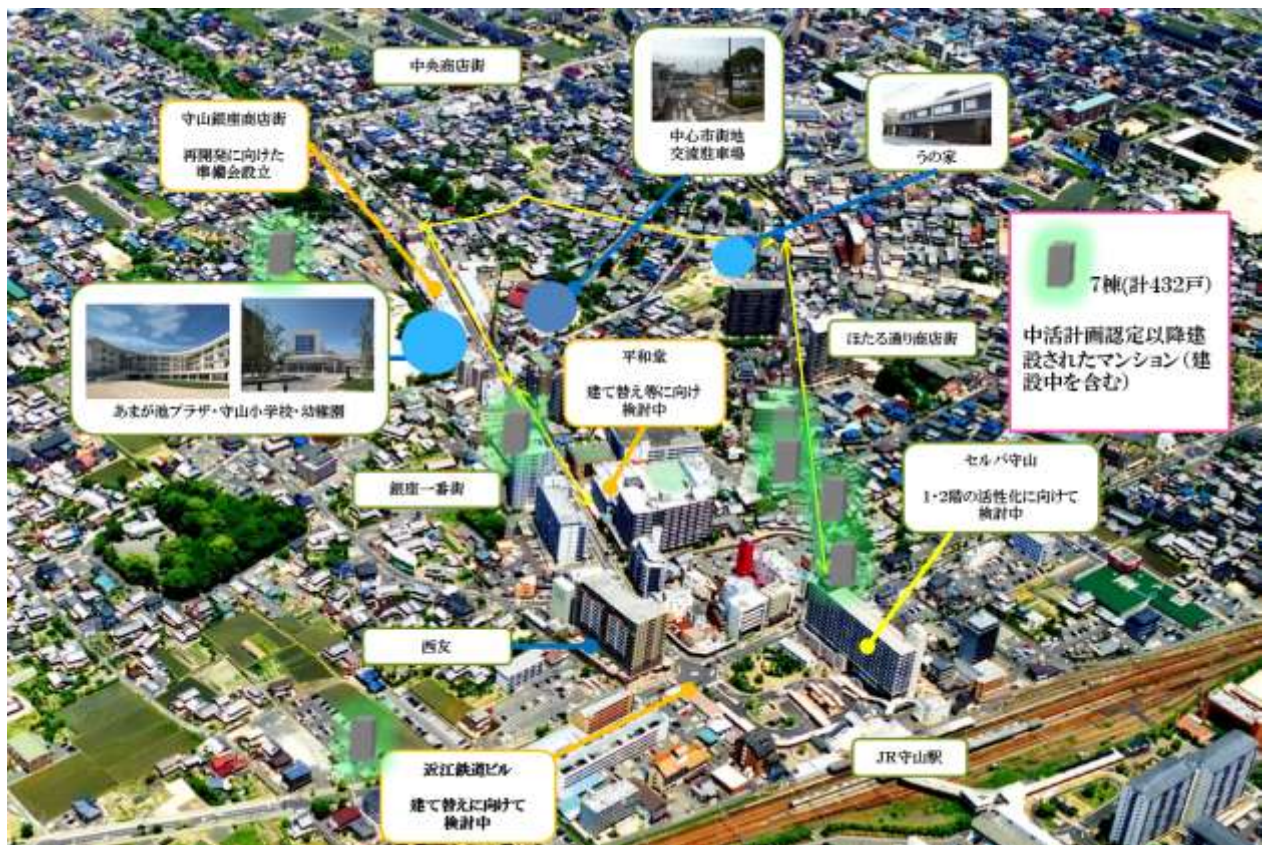 中央商店街
守山銀座商店街
再開発に向けた
準備会設立
中心市街地
交流駐車場
うの家
7棟(計432戸)
中活計画認定以降建
設されたマンション(建
設中を含む)
あまが池プラザ・守山小学校・幼稚園
平和堂
建て替え等に向け
検討中
ほたる通り商店街
銀座一番街
セルバ守山
1・2階の活性化に向けて
検討中
西友
近江鉄道ビル
建て替えに向けて
検討中
JR守山駅